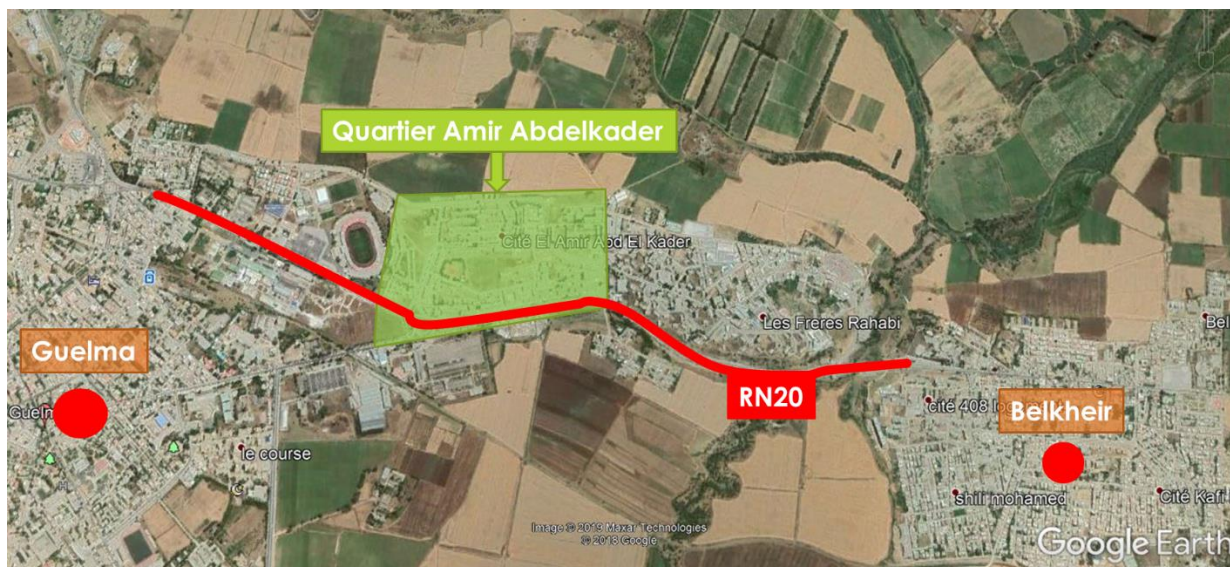 Quartier Amir Abdelkader
Cité El Amir Abd El Kader
Les Freres Rahabi
Guelma
RN20
Belkheir
cité 408
le course
shili mohamed
Cité Kafi
Image © 2019 Maxar Technologies
© 2018 Google
Google Earth